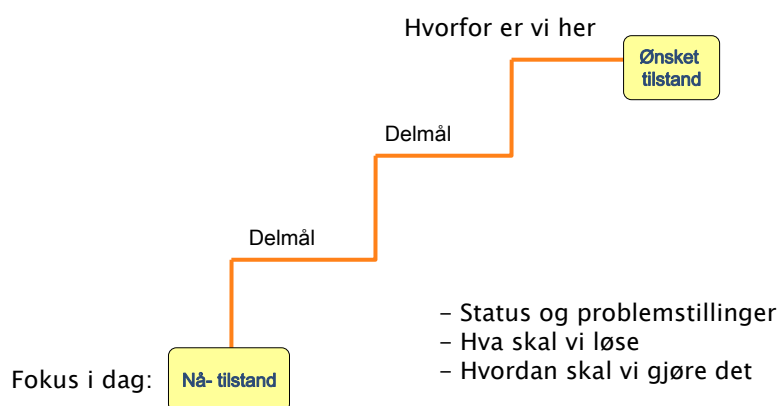 Hvorfor er vi her
Ønsket
tilstand
Delmål
Delmål
– Status og problemstillinger
– Hva skal vi løse
– Hvordan skal vi gjøre det
Fokus i dag:
Nå- tilstand